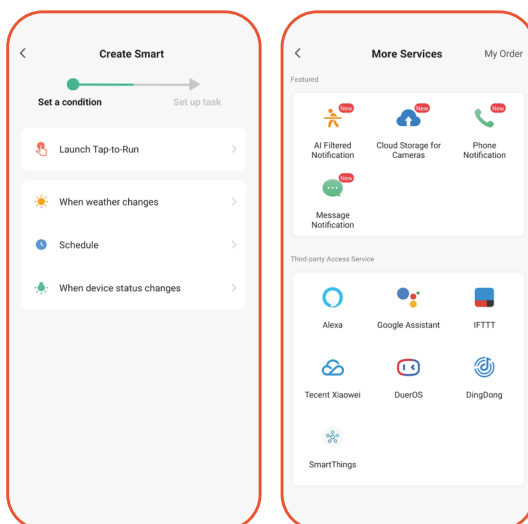 Create Smart
Set a condition
Set up task
Launch Tap-to-Run
When weather changes
Schedule
When device status changes
More Services
My Order
Featured
New
New
New
AI Filtered
Notification
Cloud Storage for
Cameras
Phone
Notification
New
Message
Notification
Third-party Access Service
Alexa
Google Assistant
IFTTT
Tecent Xiaowei
DuerOS
DingDong
SmartThings